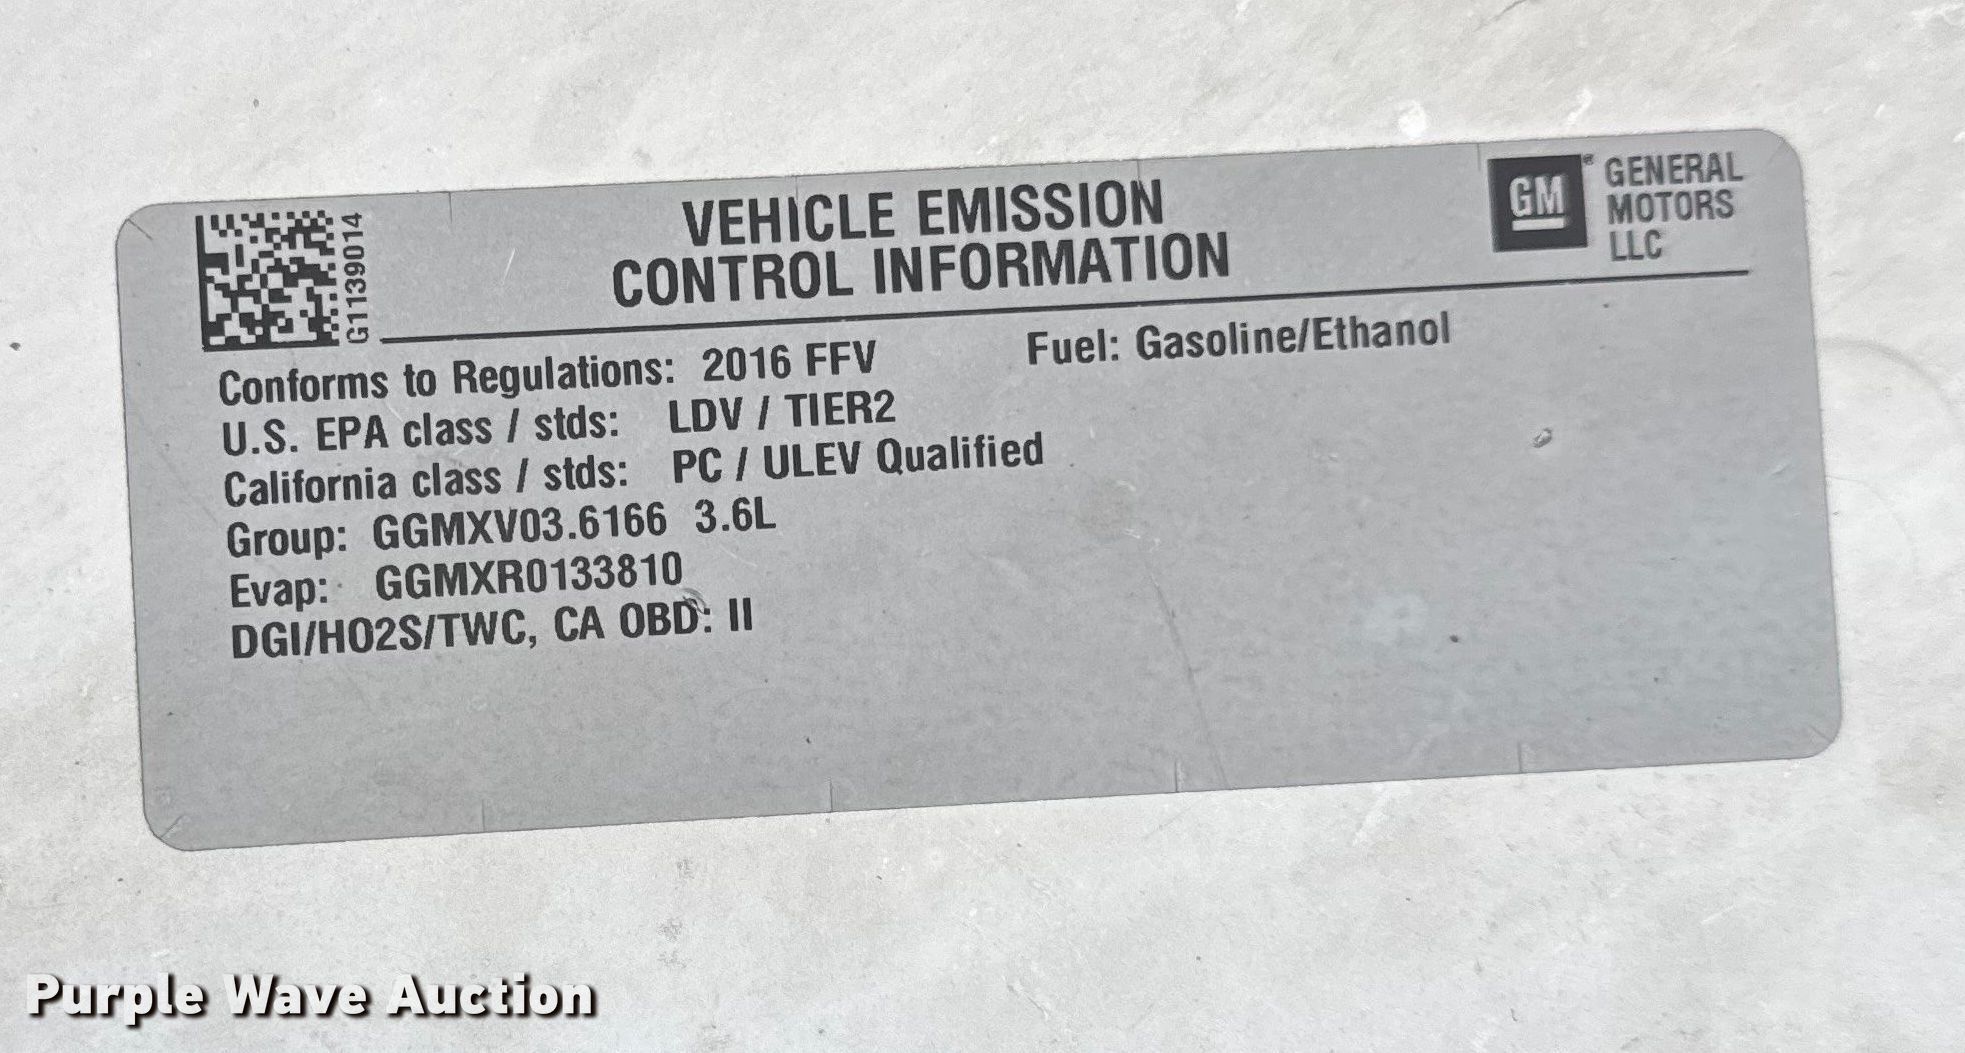 G11139014
VEHICLE EMISSION
CONTROL INFORMATION
GM
GENERAL
MOTORS
LLC
Conforms to Regulations: 2016 FFV
Fuel: Gasoline/Ethanol
U.S. EPA class / stds: LDV / TIER2
California class / stds: PC / ULEV Qualified
Group: GGMXV03.6166 3.6L
Evap: GGMXR0133810
DGI/HO2S/TWC, CA OBD: II
Purple Wave Auction